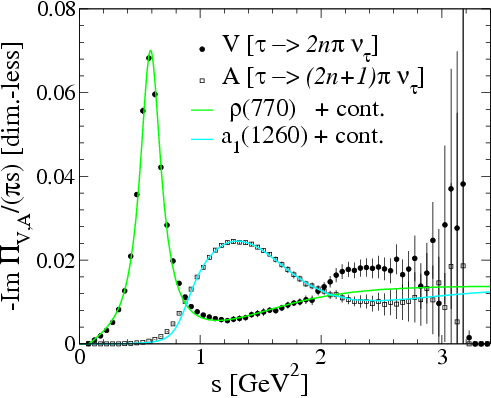 0.08
0.06
0.04
0.02
0
-Im Π_V,A/(πs) [dim.-less]
V [τ -> 2nπ ν_τ]
A [τ -> (2n+1)π ν_τ]
ρ(770) + cont.
a_1(1260) + cont.
0 1 2 3
s [GeV^2]